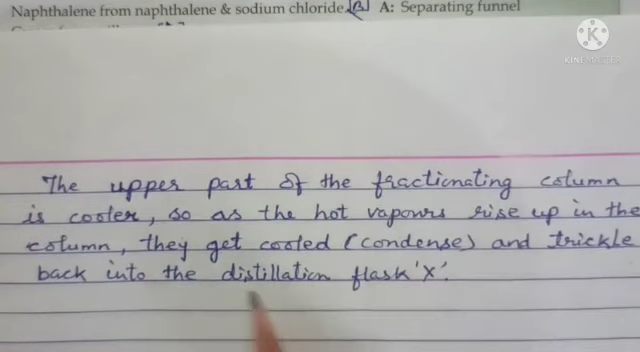 Naphthalene from naphthalene & sodium chloride. (B) A: Separating funnel
K
KINEMASTER
The upper part of the fractionating column
is cooler, so as the hot vapours rise up in the
column, they get cooled (condense) and trickle
back into the distillation flask 'X'.